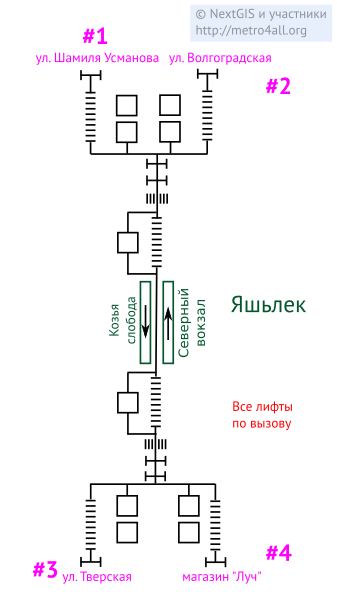 © NextGIS и участники
http://metro4all.org
#1
ул. Шамиля Усманова
ул. Волгоградская
#2
Козья
слобода
Северный
вокзал
Яшьлек
Все лифты
по вызову
#3
ул. Тверская
магазин "Луч"
#4